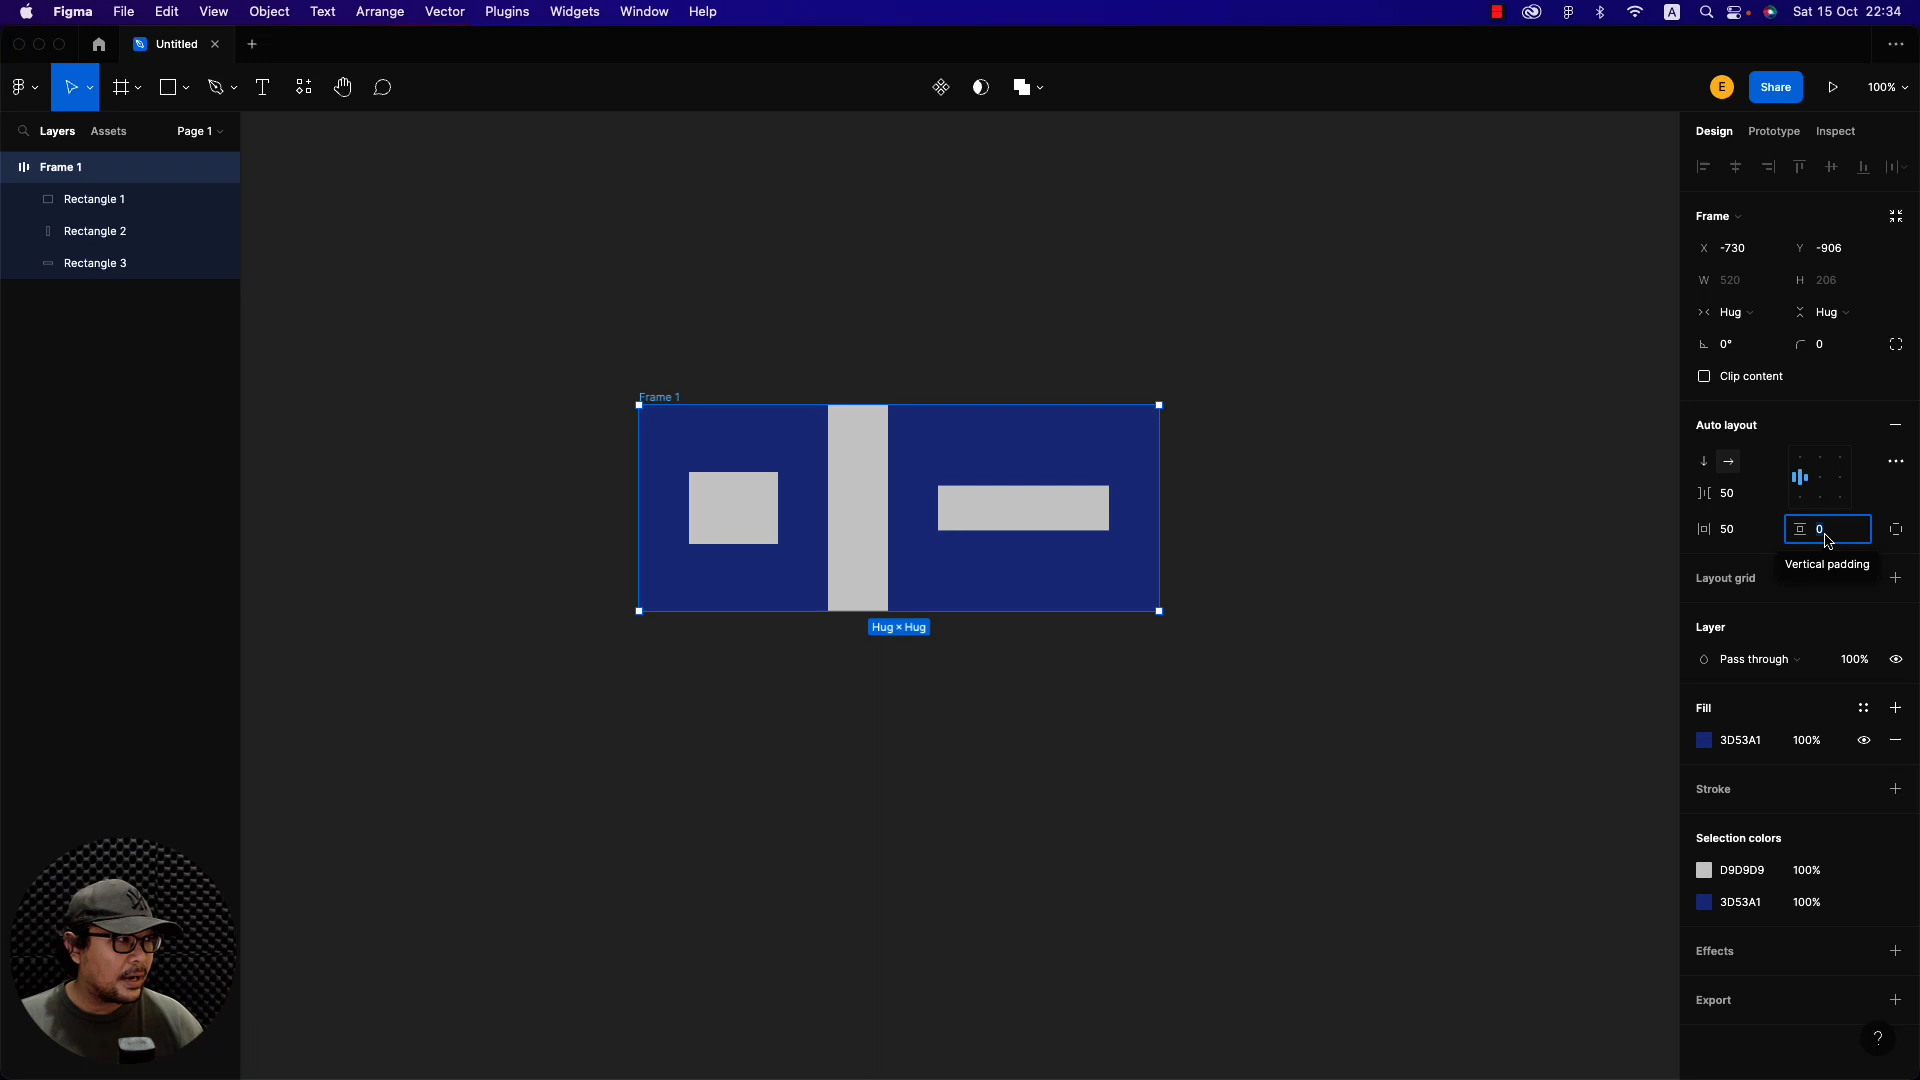 Figma File Edit View Object Text Arrange Vector Plugins Widgets Window Help
A
Sat 15 Oct 22:34
Untitled
E
Share
100%
Layers Assets Page 1
Frame 1
Rectangle 1
Rectangle 2
Rectangle 3
Frame 1
Hug × Hug
Design Prototype Inspect
Frame
X -730 Y -906
W 520 H 206
Hug Hug
0° 0
Clip content
Auto layout
50
50 0
Vertical padding
Layout grid
Layer
Pass through 100%
Fill
3D53A1 100%
Stroke
Selection colors
D9D9D9 100%
3D53A1 100%
Effects
Export
?